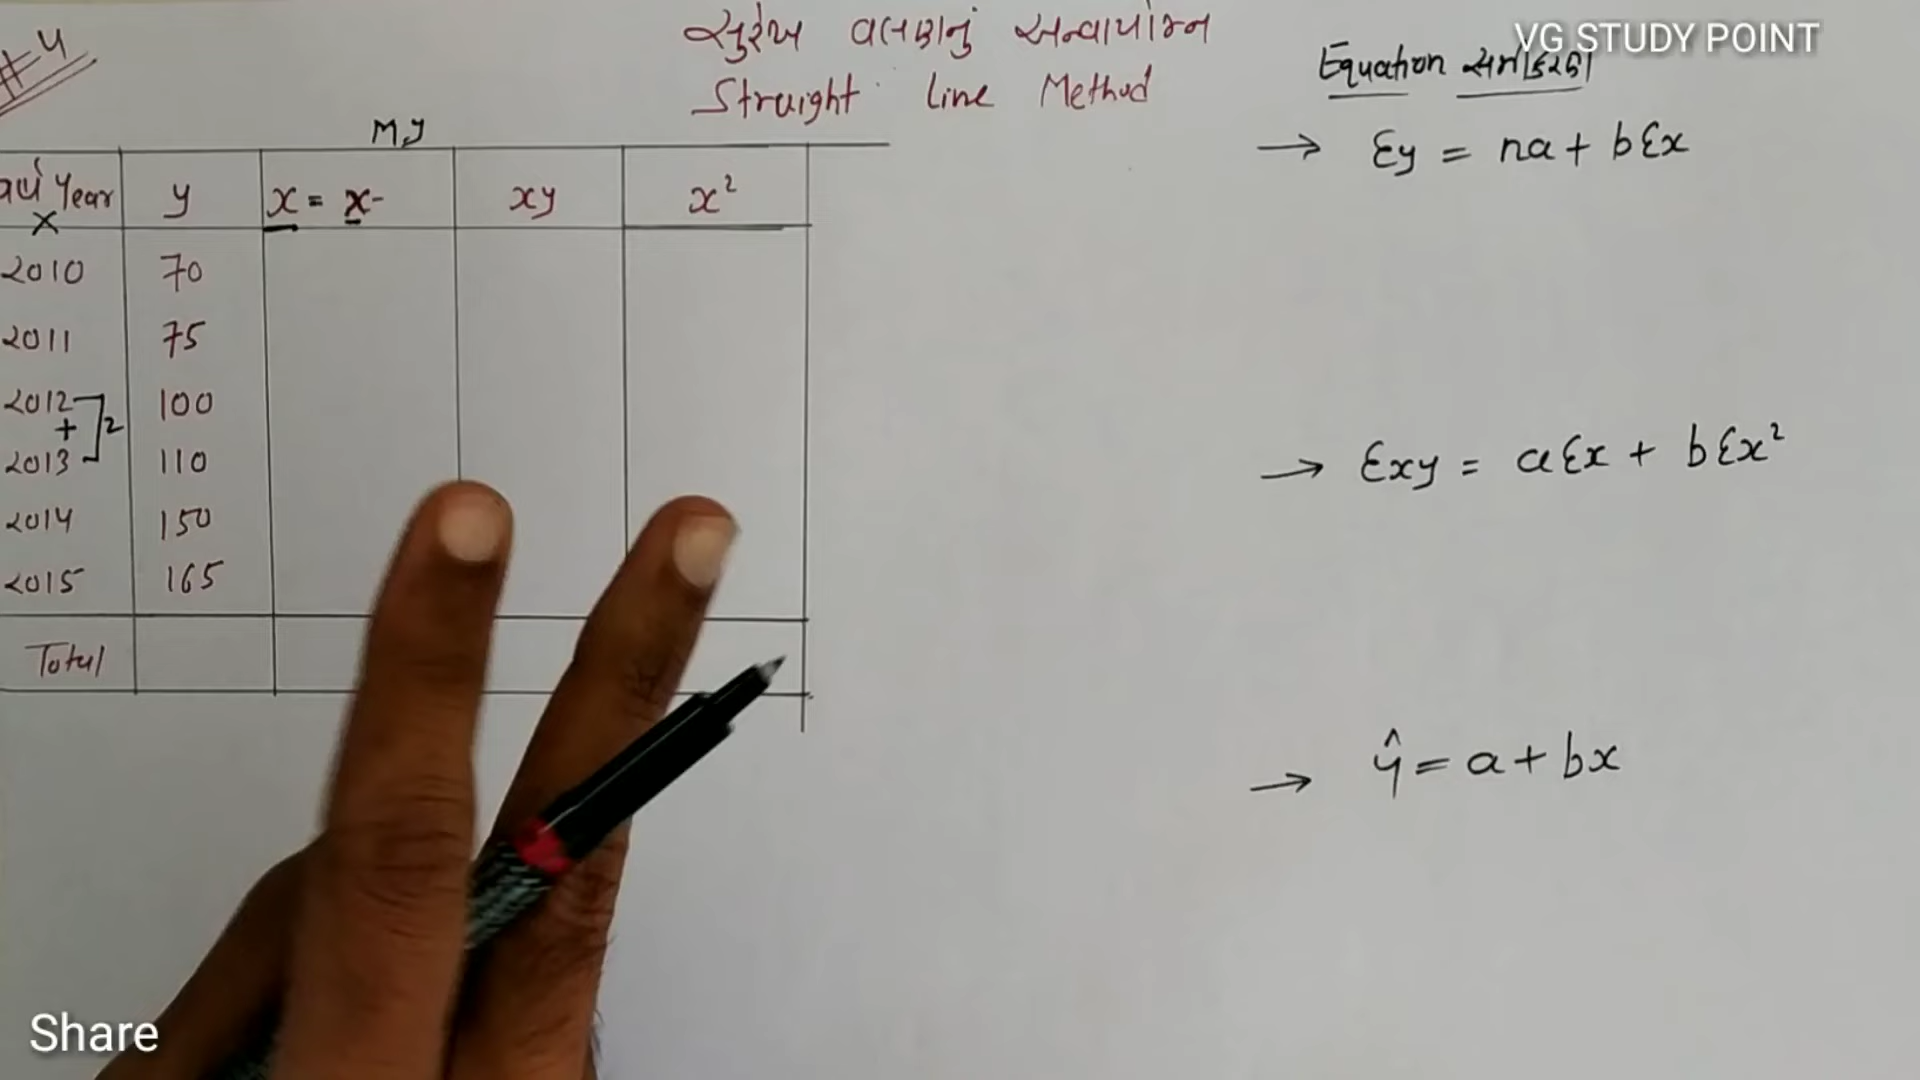 #4
સુરેખ વલણનું અન્વાયોજન
Straight Line Method
VG STUDY POINT
Equation સમીકરણ
→ Σy = na + bΣx
→ Σxy = aΣx + bΣx²
→ ŷ = a + bx
M.y
વર્ષ Year X y x = x- xy x²
2010 70
2011 75
2012 100
+ ]2
2013 110
2014 150
2015 165
Total
Share